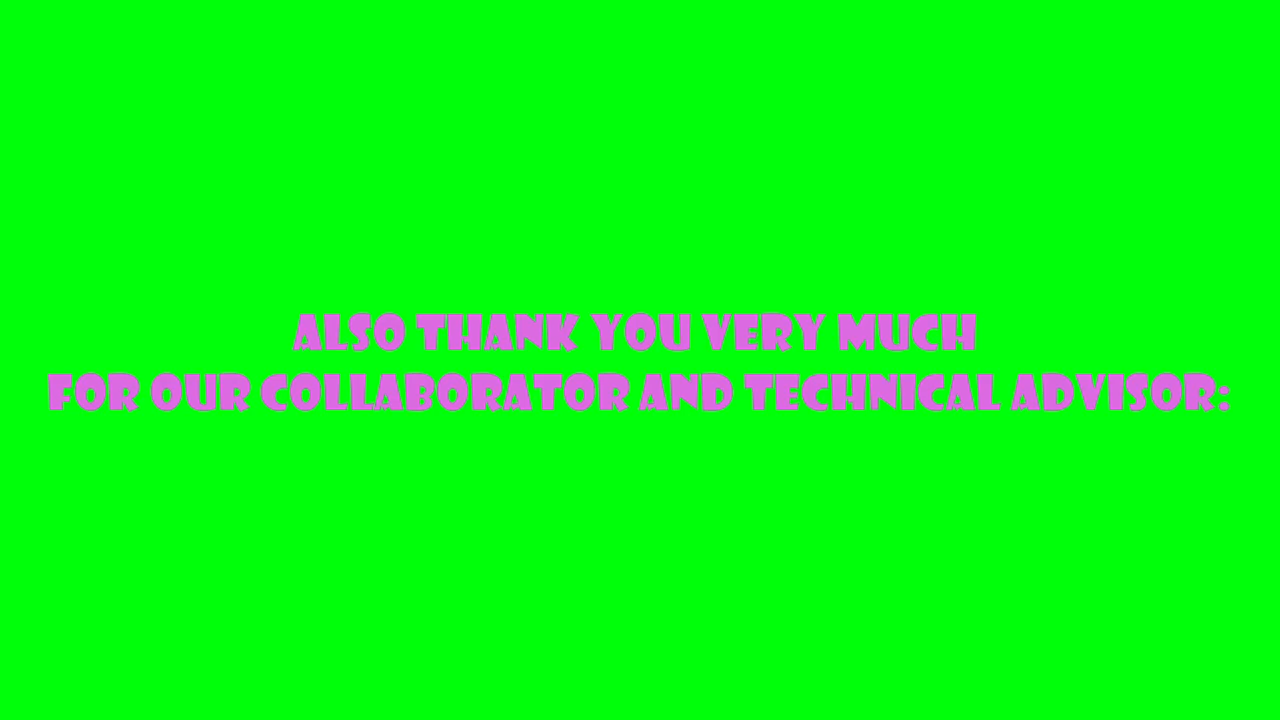 ALSO THANK YOU VERY MUCH
FOR OUR COLLABORATOR AND TECHNICAL ADVISOR: